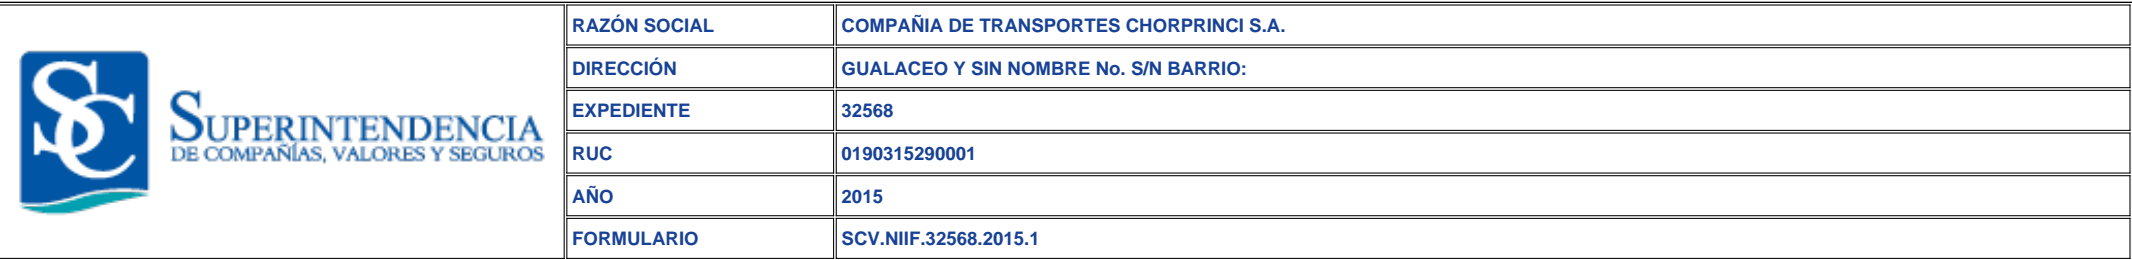 SC
SUPERINTENDENCIA
DE COMPAÑÍAS, VALORES Y SEGUROS
RAZÓN SOCIAL COMPAÑIA DE TRANSPORTES CHORPRINCI S.A.
DIRECCIÓN GUALACEO Y SIN NOMBRE No. S/N BARRIO:
EXPEDIENTE 32568
RUC 0190315290001
AÑO 2015
FORMULARIO SCV.NIIF.32568.2015.1